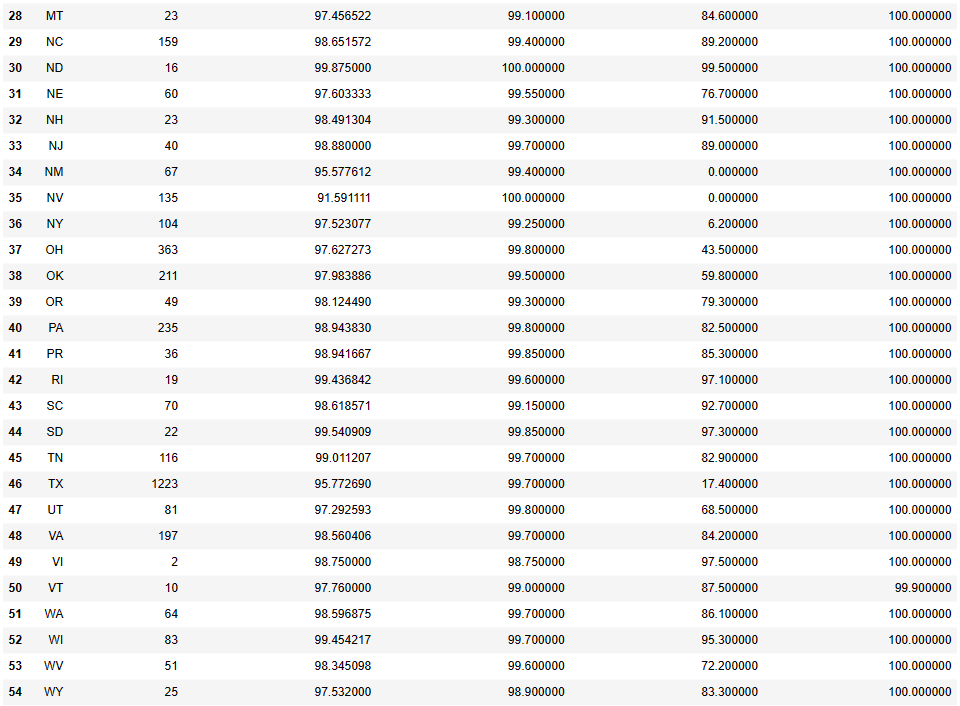 28 MT 23 97.456522 99.100000 84.600000 100.000000
29 NC 159 98.651572 99.400000 89.200000 100.000000
30 ND 16 99.875000 100.000000 99.500000 100.000000
31 NE 60 97.603333 99.550000 76.700000 100.000000
32 NH 23 98.491304 99.300000 91.500000 100.000000
33 NJ 40 98.880000 99.700000 89.000000 100.000000
34 NM 67 95.577612 99.400000 0.000000 100.000000
35 NV 135 91.591111 100.000000 0.000000 100.000000
36 NY 104 97.523077 99.250000 6.200000 100.000000
37 OH 363 97.627273 99.800000 43.500000 100.000000
38 OK 211 97.983886 99.500000 59.800000 100.000000
39 OR 49 98.124490 99.300000 79.300000 100.000000
40 PA 235 98.943830 99.800000 82.500000 100.000000
41 PR 36 98.941667 99.850000 85.300000 100.000000
42 RI 19 99.436842 99.600000 97.100000 100.000000
43 SC 70 98.618571 99.150000 92.700000 100.000000
44 SD 22 99.540909 99.850000 97.300000 100.000000
45 TN 116 99.011207 99.700000 82.900000 100.000000
46 TX 1223 95.772690 99.700000 17.400000 100.000000
47 UT 81 97.292593 99.800000 68.500000 100.000000
48 VA 197 98.560406 99.700000 84.200000 100.000000
49 VI 2 98.750000 98.750000 97.500000 100.000000
50 VT 10 97.760000 99.000000 87.500000 99.900000
51 WA 64 98.596875 99.700000 86.100000 100.000000
52 WI 83 99.454217 99.700000 95.300000 100.000000
53 WV 51 98.345098 99.600000 72.200000 100.000000
54 WY 25 97.532000 98.900000 83.300000 100.000000